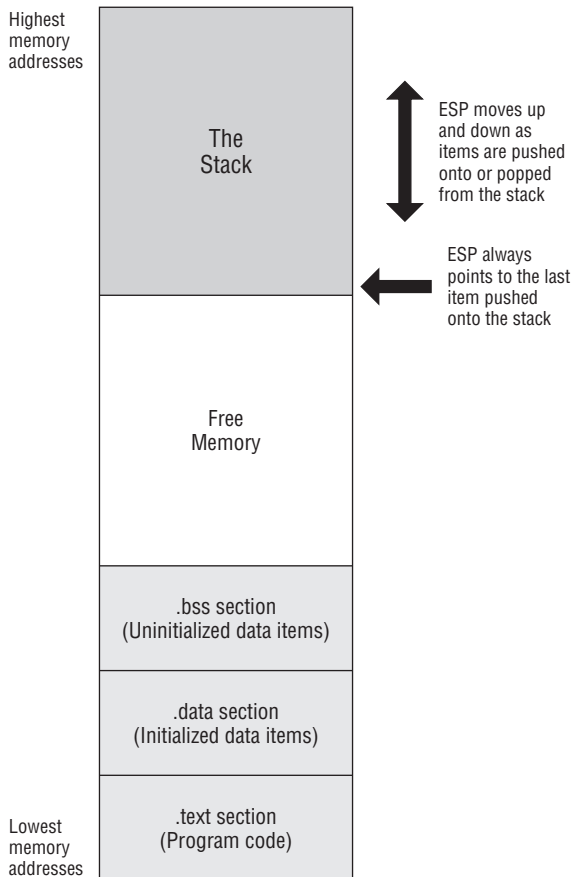 Highest
memory
addresses
The
Stack
ESP moves up
and down as
items are pushed
onto or popped
from the stack
ESP always
points to the last
item pushed
onto the stack
Free
Memory
.bss section
(Uninitialized data items)
.data section
(Initialized data items)
.text section
(Program code)
Lowest
memory
addresses